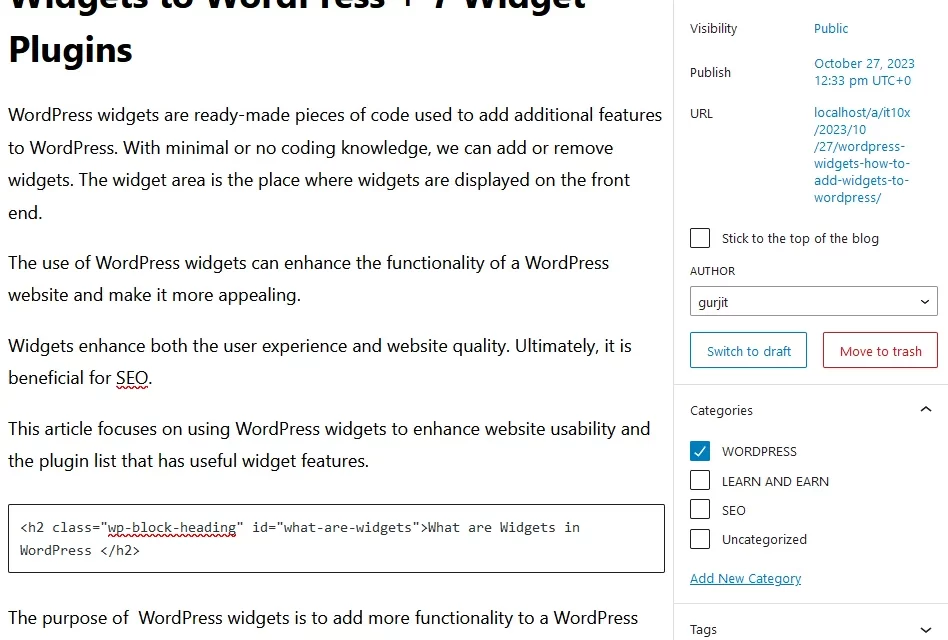 Widgets to WordPress + 7 Widget
Plugins
WordPress widgets are ready-made pieces of code used to add additional features
to WordPress. With minimal or no coding knowledge, we can add or remove
widgets. The widget area is the place where widgets are displayed on the front
end.
The use of WordPress widgets can enhance the functionality of a WordPress
website and make it more appealing.
Widgets enhance both the user experience and website quality. Ultimately, it is
beneficial for SEO.
This article focuses on using WordPress widgets to enhance website usability and
the plugin list that has useful widget features.
<h2 class="wp-block-heading" id="what-are-widgets">What are Widgets in
WordPress </h2>
The purpose of  WordPress widgets is to add more functionality to a WordPress
Visibility
Public
Publish
October 27, 2023
12:33 pm UTC+0
URL
localhost/a/it10x
/2023/10
/27/wordpress-
widgets-how-to-
add-widgets-to-
wordpress/
Stick to the top of the blog
AUTHOR
gurjit
Switch to draft
Move to trash
Categories
WORDPRESS
LEARN AND EARN
SEO
Uncategorized
Add New Category
Tags